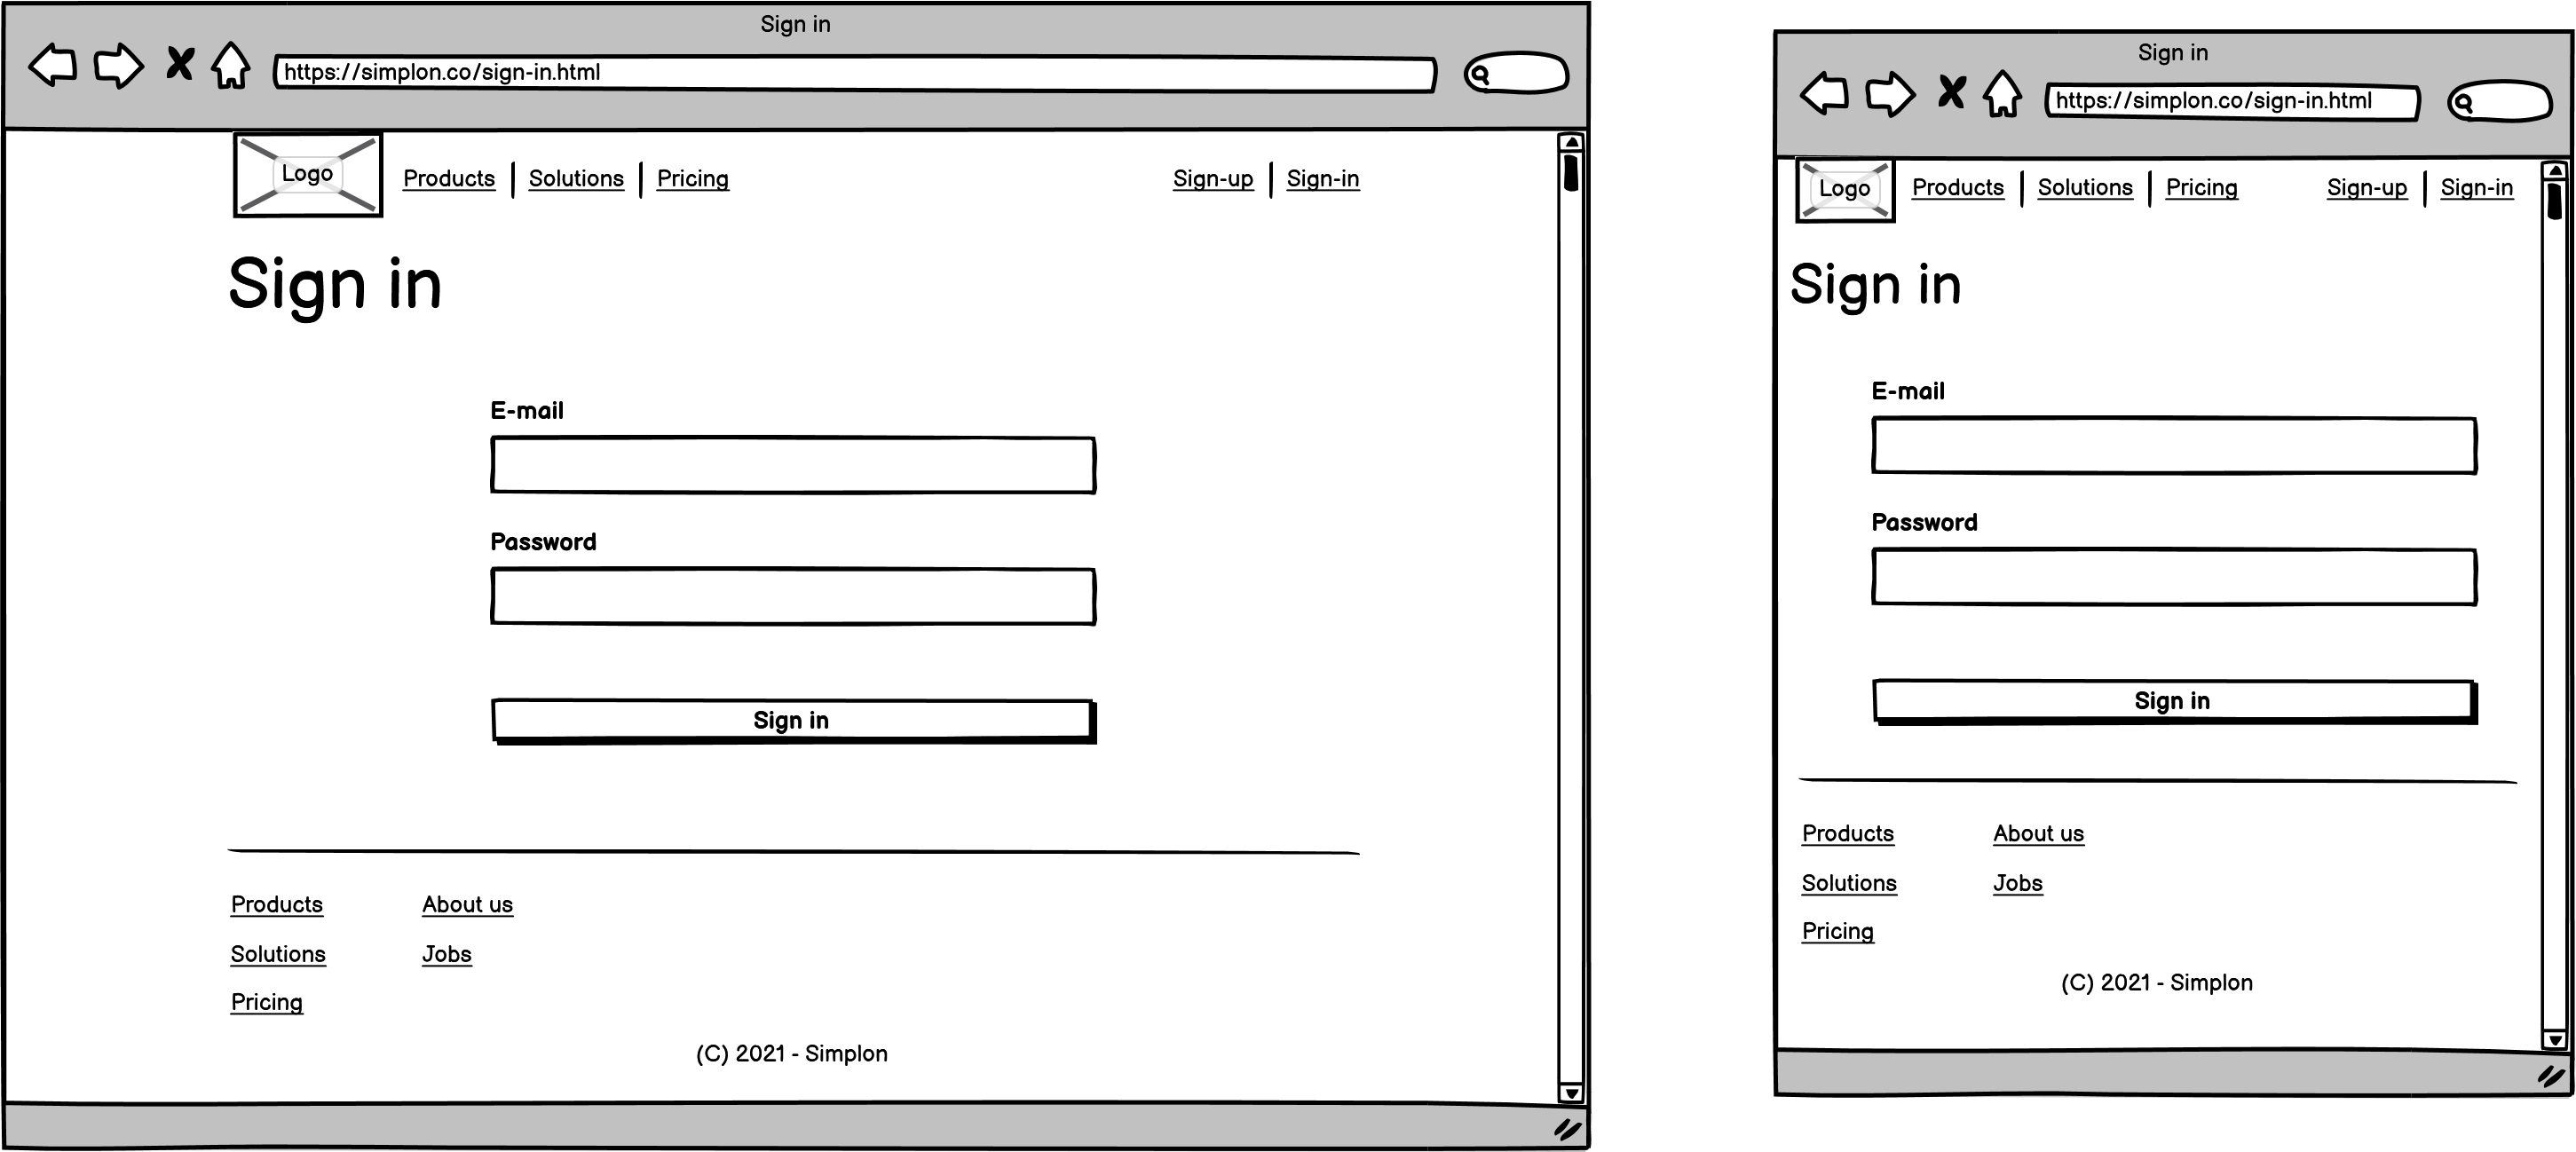 Sign in
https://simplon.co/sign-in.html
Logo
Products | Solutions | Pricing
Sign-up | Sign-in
Sign in
E-mail
Password
Sign in
Products
Solutions
Pricing
About us
Jobs
(C) 2021 - Simplon
Sign in
https://simplon.co/sign-in.html
Logo
Products | Solutions | Pricing
Sign-up | Sign-in
Sign in
E-mail
Password
Sign in
Products
Solutions
Pricing
About us
Jobs
(C) 2021 - Simplon